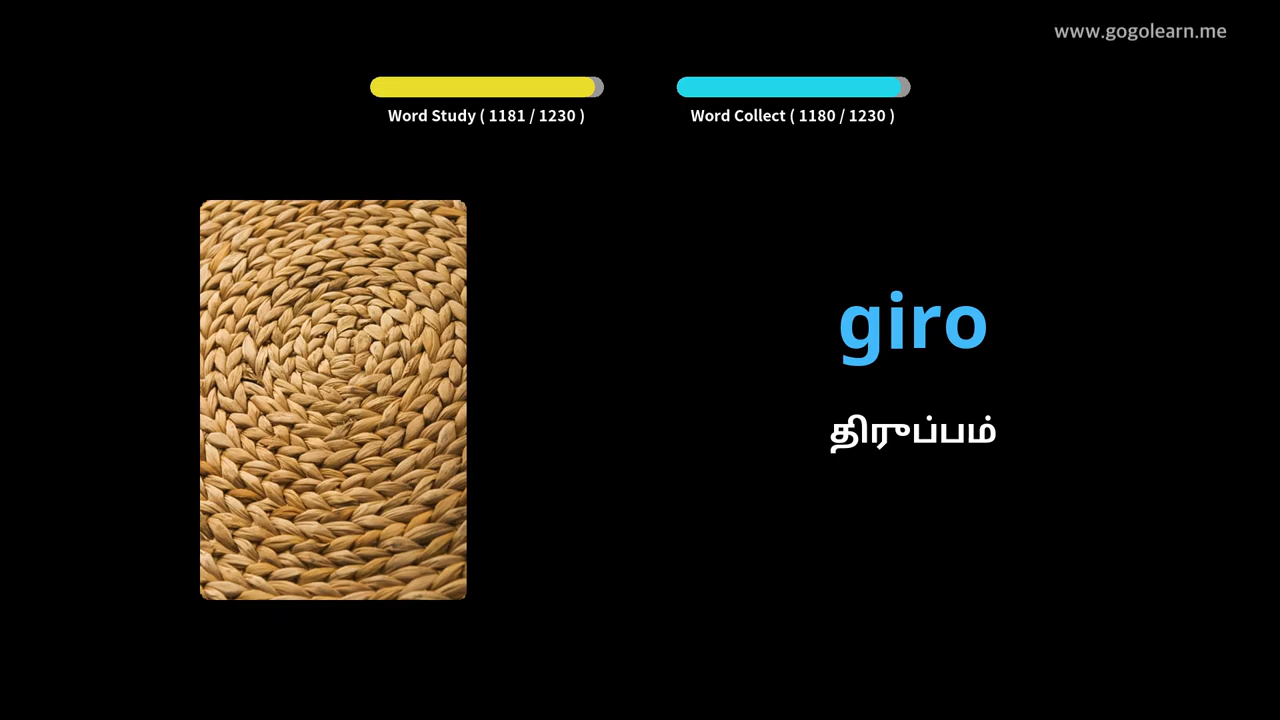 www.gogolearn.me
Word Study ( 1181 / 1230 )
Word Collect ( 1180 / 1230 )
giro
திருப்பம்